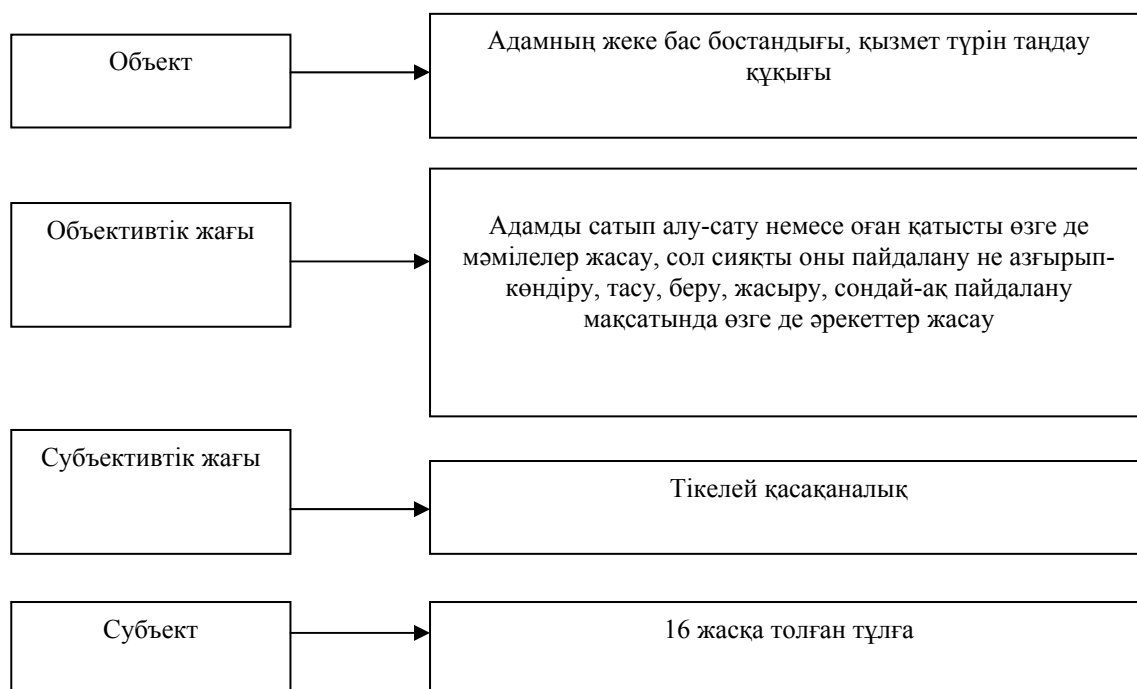 Объект
Адамның жеке бас бостандығы, қызмет түрін таңдау
құқығы
Объективтік жағы
Адамды сатып алу-сату немесе оған қатысты өзге де
мәмілелер жасау, сол сияқты оны пайдалану не азғырып-
көндіру, тасу, беру, жасыру, сондай-ақ пайдалану
мақсатында өзге де әрекеттер жасау
Субъективтік жағы
Тікелей қасақаналық
Субъект
16 жасқа толған тұлға